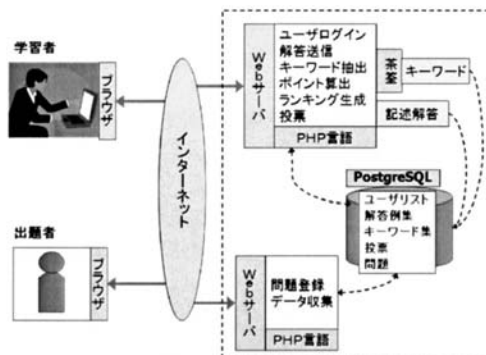 学習者
ブラウザ
インターネット
Webサーバ
ユーザログイン
解答送信
キーワード抽出
ポイント算出
ランキング生成
投票
PHP言語
茶筌
キーワード
記述解答
PostgreSQL
ユーザリスト
解答例集
キーワード集
投票
問題
出題者
ブラウザ
Webサーバ
問題登録
データ収集
PHP言語